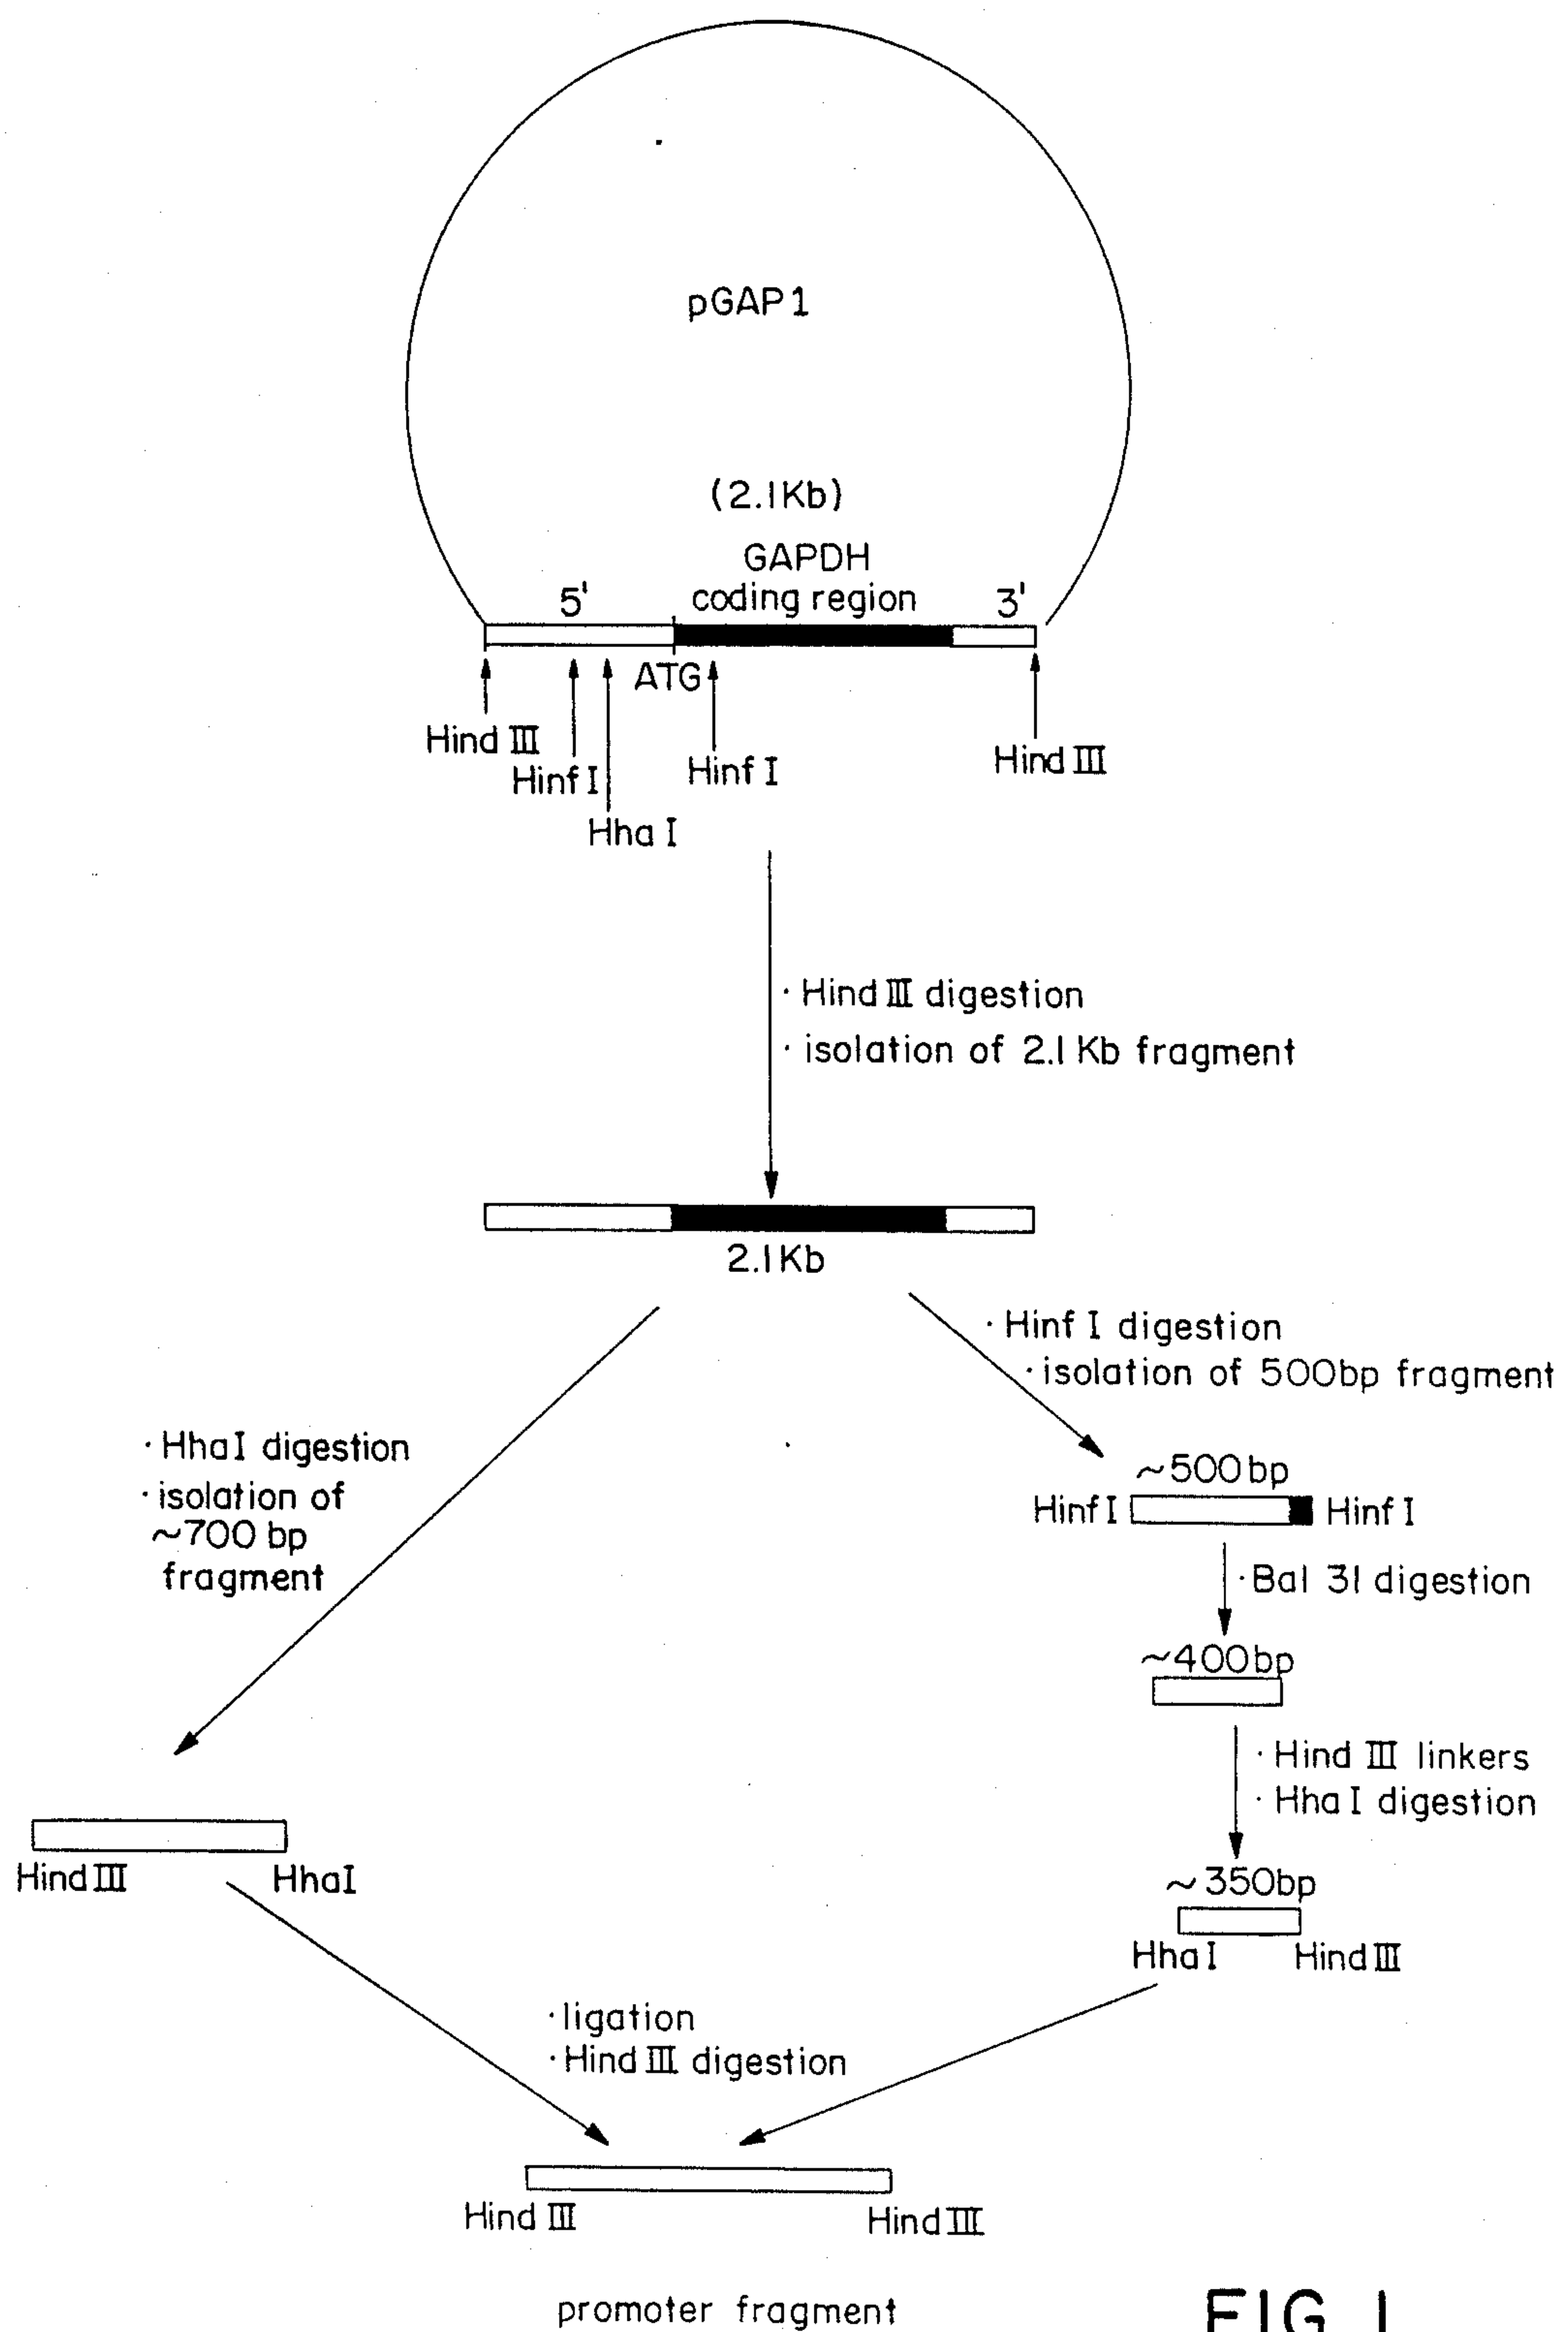 pGAP1
(2.1Kb)
GAPDH
coding region
5'
3'
ATG
Hind III
Hinf I
Hha I
Hinf I
Hind III
· Hind III digestion
· isolation of 2.1 Kb fragment
2.1Kb
· Hinf I digestion
· isolation of 500bp fragment
· HhaI digestion
· isolation of
~700 bp
fragment
~500bp
Hinf I
Hinf I
· Bal 31 digestion
~400bp
· Hind III linkers
· Hha I digestion
Hind III
HhaI
~350bp
Hha I
Hind III
· ligation
· Hind III digestion
Hind III
Hind III
promoter fragment
FIG. 1